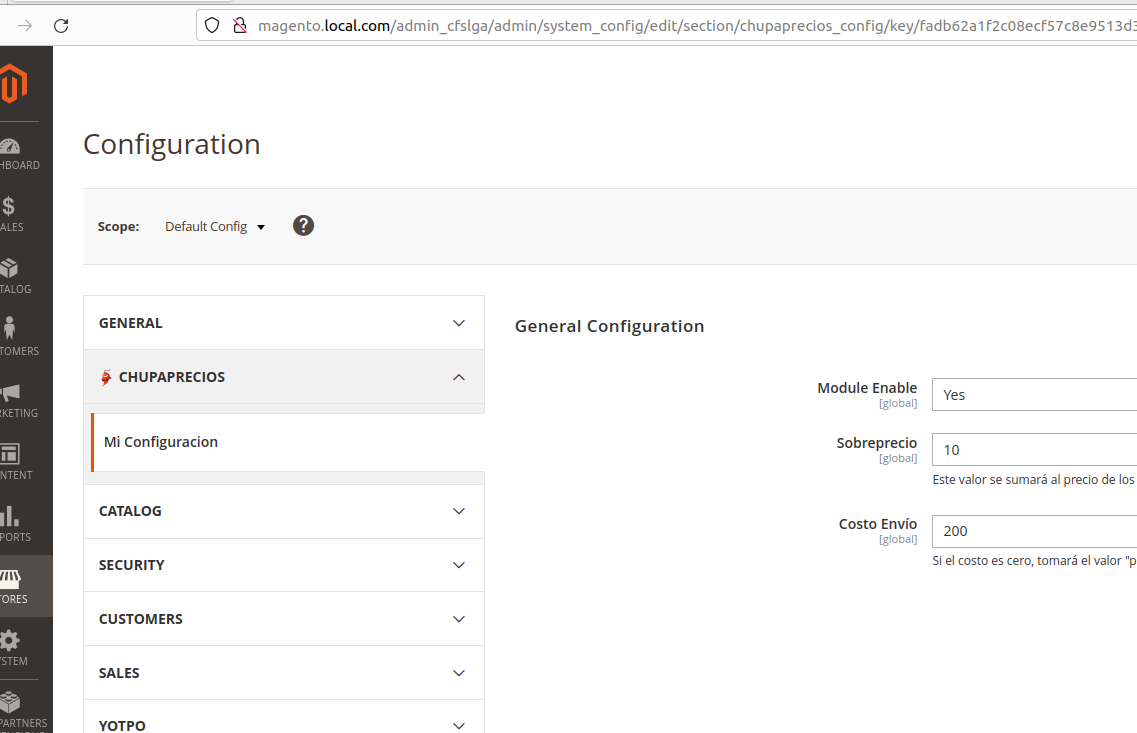 magento.local.com/admin_cfslga/admin/system_config/edit/section/chupaprecios_config/key/fadb62a1f2c08ecf57c8e9513d3
HBOARD
ALES
TALOG
TOMERS
RKETING
NTENT
PORTS
TORES
YSTEM
PARTNERS
Configuration
Scope: Default Config ?
GENERAL
CHUPAPRECIOS
Mi Configuracion
CATALOG
SECURITY
CUSTOMERS
SALES
YOTPO
General Configuration
Module Enable Yes
[global]
Sobreprecio 10
[global]
Este valor se sumará al precio de los
Costo Envío 200
[global]
Si el costo es cero, tomará el valor "p